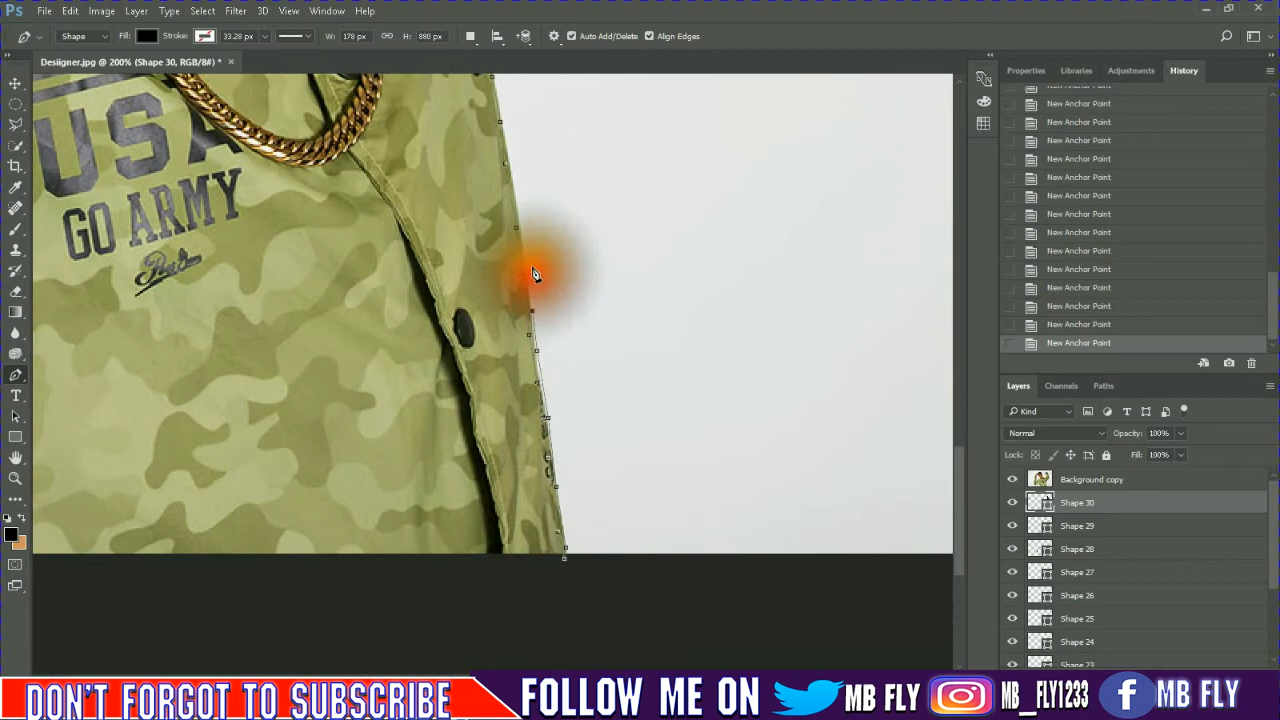 Ps File Edit Image Layer Type Select Filter 3D View Window Help
Shape Fill: Stroke: 33.28 px W: 178 px H: 880 px Auto Add/Delete Align Edges
Desiigner.jpg @ 200% (Shape 30, RGB/8#) * ×
Properties Libraries Adjustments History
New Anchor Point
New Anchor Point
New Anchor Point
New Anchor Point
New Anchor Point
New Anchor Point
New Anchor Point
New Anchor Point
New Anchor Point
New Anchor Point
New Anchor Point
New Anchor Point
New Anchor Point
New Anchor Point
USA
GO ARMY
Layers Channels Paths
Kind
Normal Opacity: 100%
Lock: Fill: 100%
Background copy
Shape 30
Shape 29
Shape 28
Shape 27
Shape 26
Shape 25
Shape 24
Shape 23
DON'T FORGOT TO SUBSCRIBE FOLLOW ME ON MB FLY MB_FLY1233 MB FLY